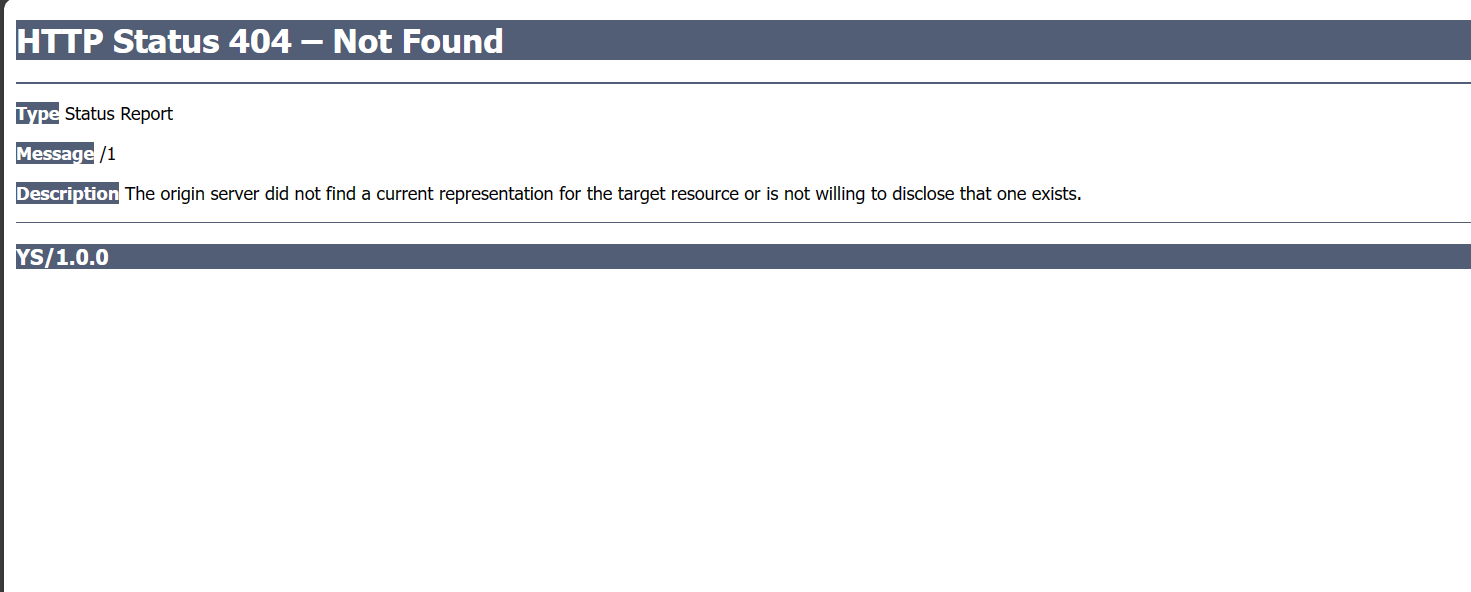 HTTP Status 404 – Not Found
Type Status Report
Message /1
Description The origin server did not find a current representation for the target resource or is not willing to disclose that one exists.
YS/1.0.0